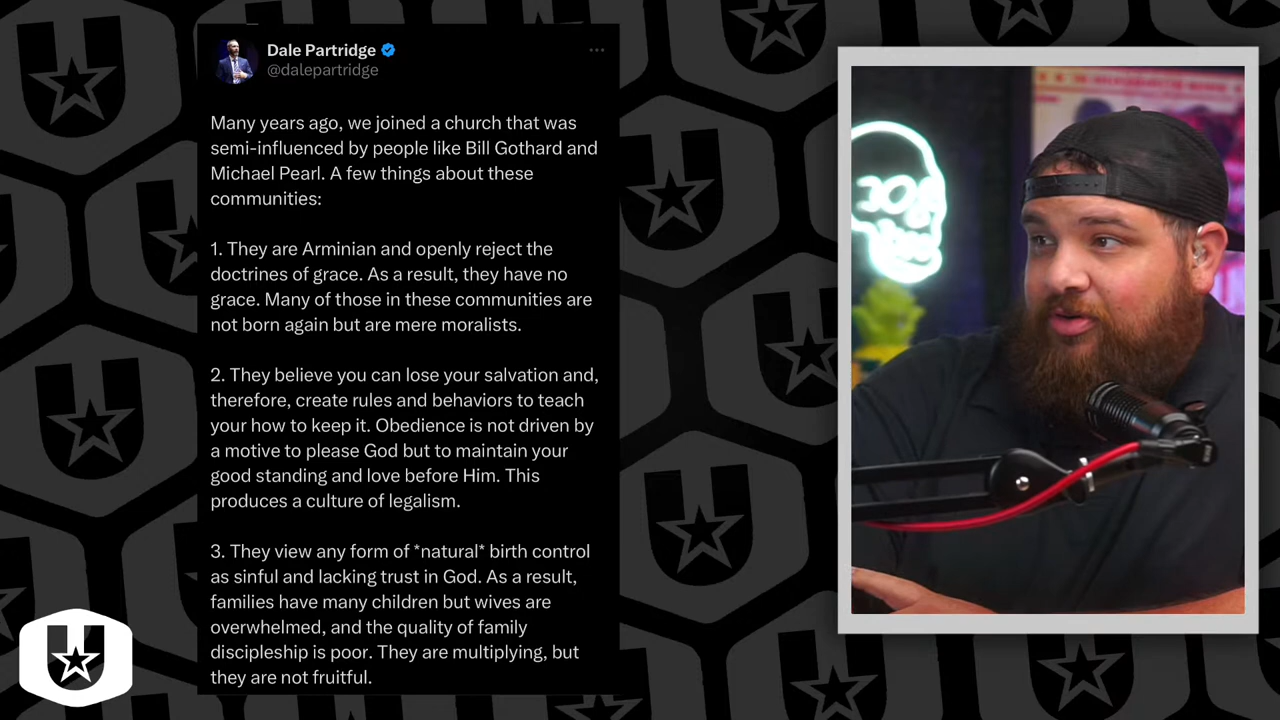 Dale Partridge
@dalepartridge
Many years ago, we joined a church that was
semi-influenced by people like Bill Gothard and
Michael Pearl. A few things about these
communities:
1. They are Arminian and openly reject the
doctrines of grace. As a result, they have no
grace. Many of those in these communities are
not born again but are mere moralists.
2. They believe you can lose your salvation and,
therefore, create rules and behaviors to teach
your how to keep it. Obedience is not driven by
a motive to please God but to maintain your
good standing and love before Him. This
produces a culture of legalism.
3. They view any form of *natural* birth control
as sinful and lacking trust in God. As a result,
families have many children but wives are
overwhelmed, and the quality of family
discipleship is poor. They are multiplying, but
they are not fruitful.